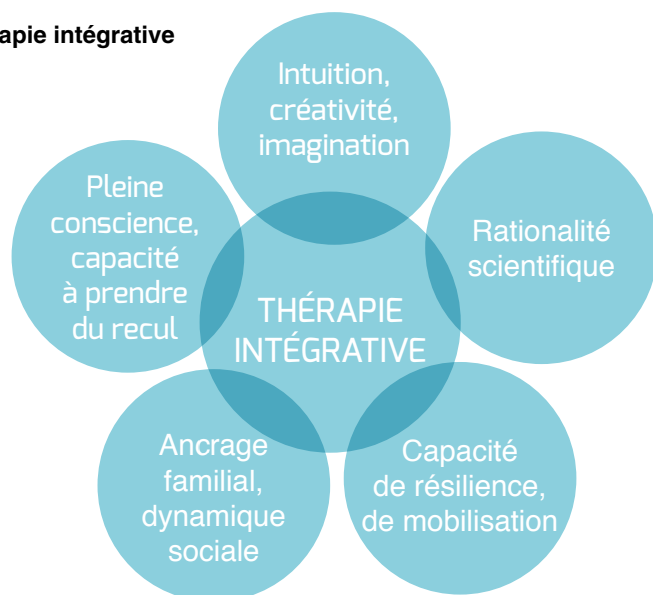 apie intégrative
Intuition,
créativité,
imagination
Pleine
conscience,
capacité
à prendre
du recul
Rationalité
scientifique
THÉRAPIE
INTÉGRATIVE
Ancrage
familial,
dynamique
sociale
Capacité
de résilience,
de mobilisation